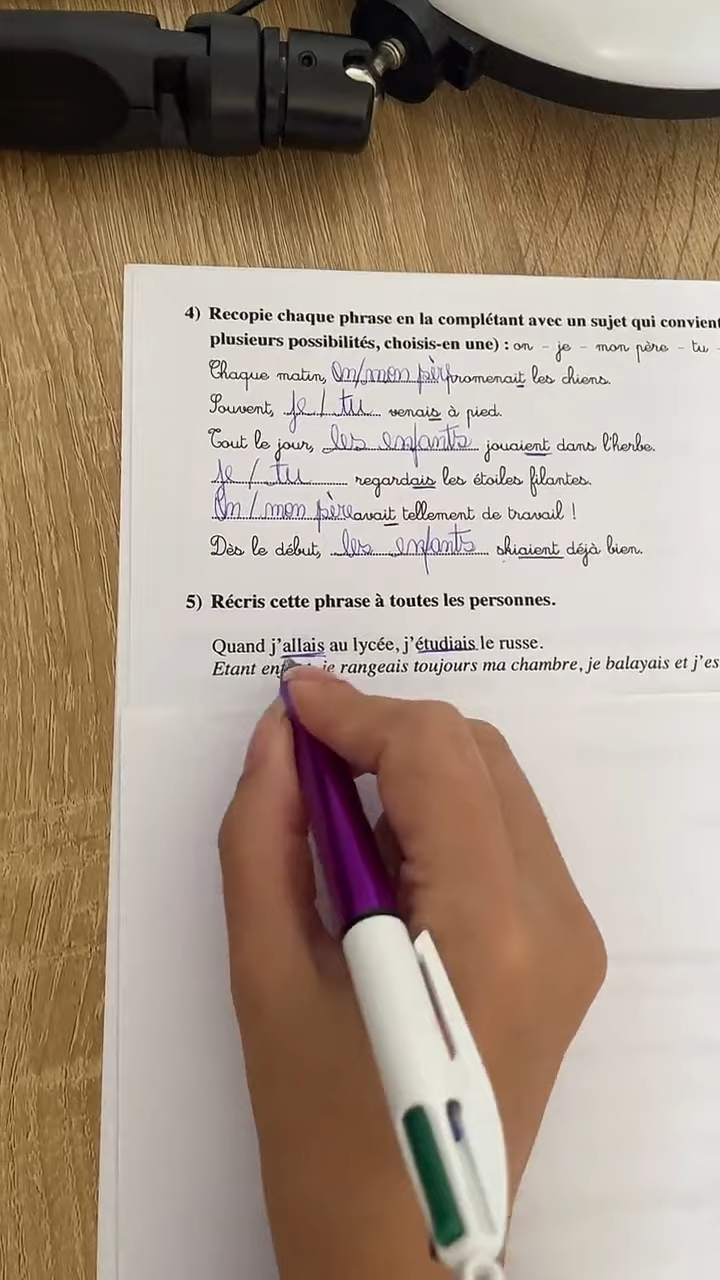 4) Recopie chaque phrase en la complétant avec un sujet qui convient
plusieurs possibilités, choisis-en une) : on - je - mon père - tu -
Chaque matin, On/mon père promenait les chiens.
Souvent, je / tu venais à pied.
Tout le jour, les enfants jouaient dans l'herbe.
Je / tu regardais les étoiles filantes.
On / mon père avait tellement de travail !
Dès le début, les enfants skiaient déjà bien.
5) Récris cette phrase à toutes les personnes.
Quand j'allais au lycée, j'étudiais le russe.
Etant enfant, je rangeais toujours ma chambre, je balayais et j'es